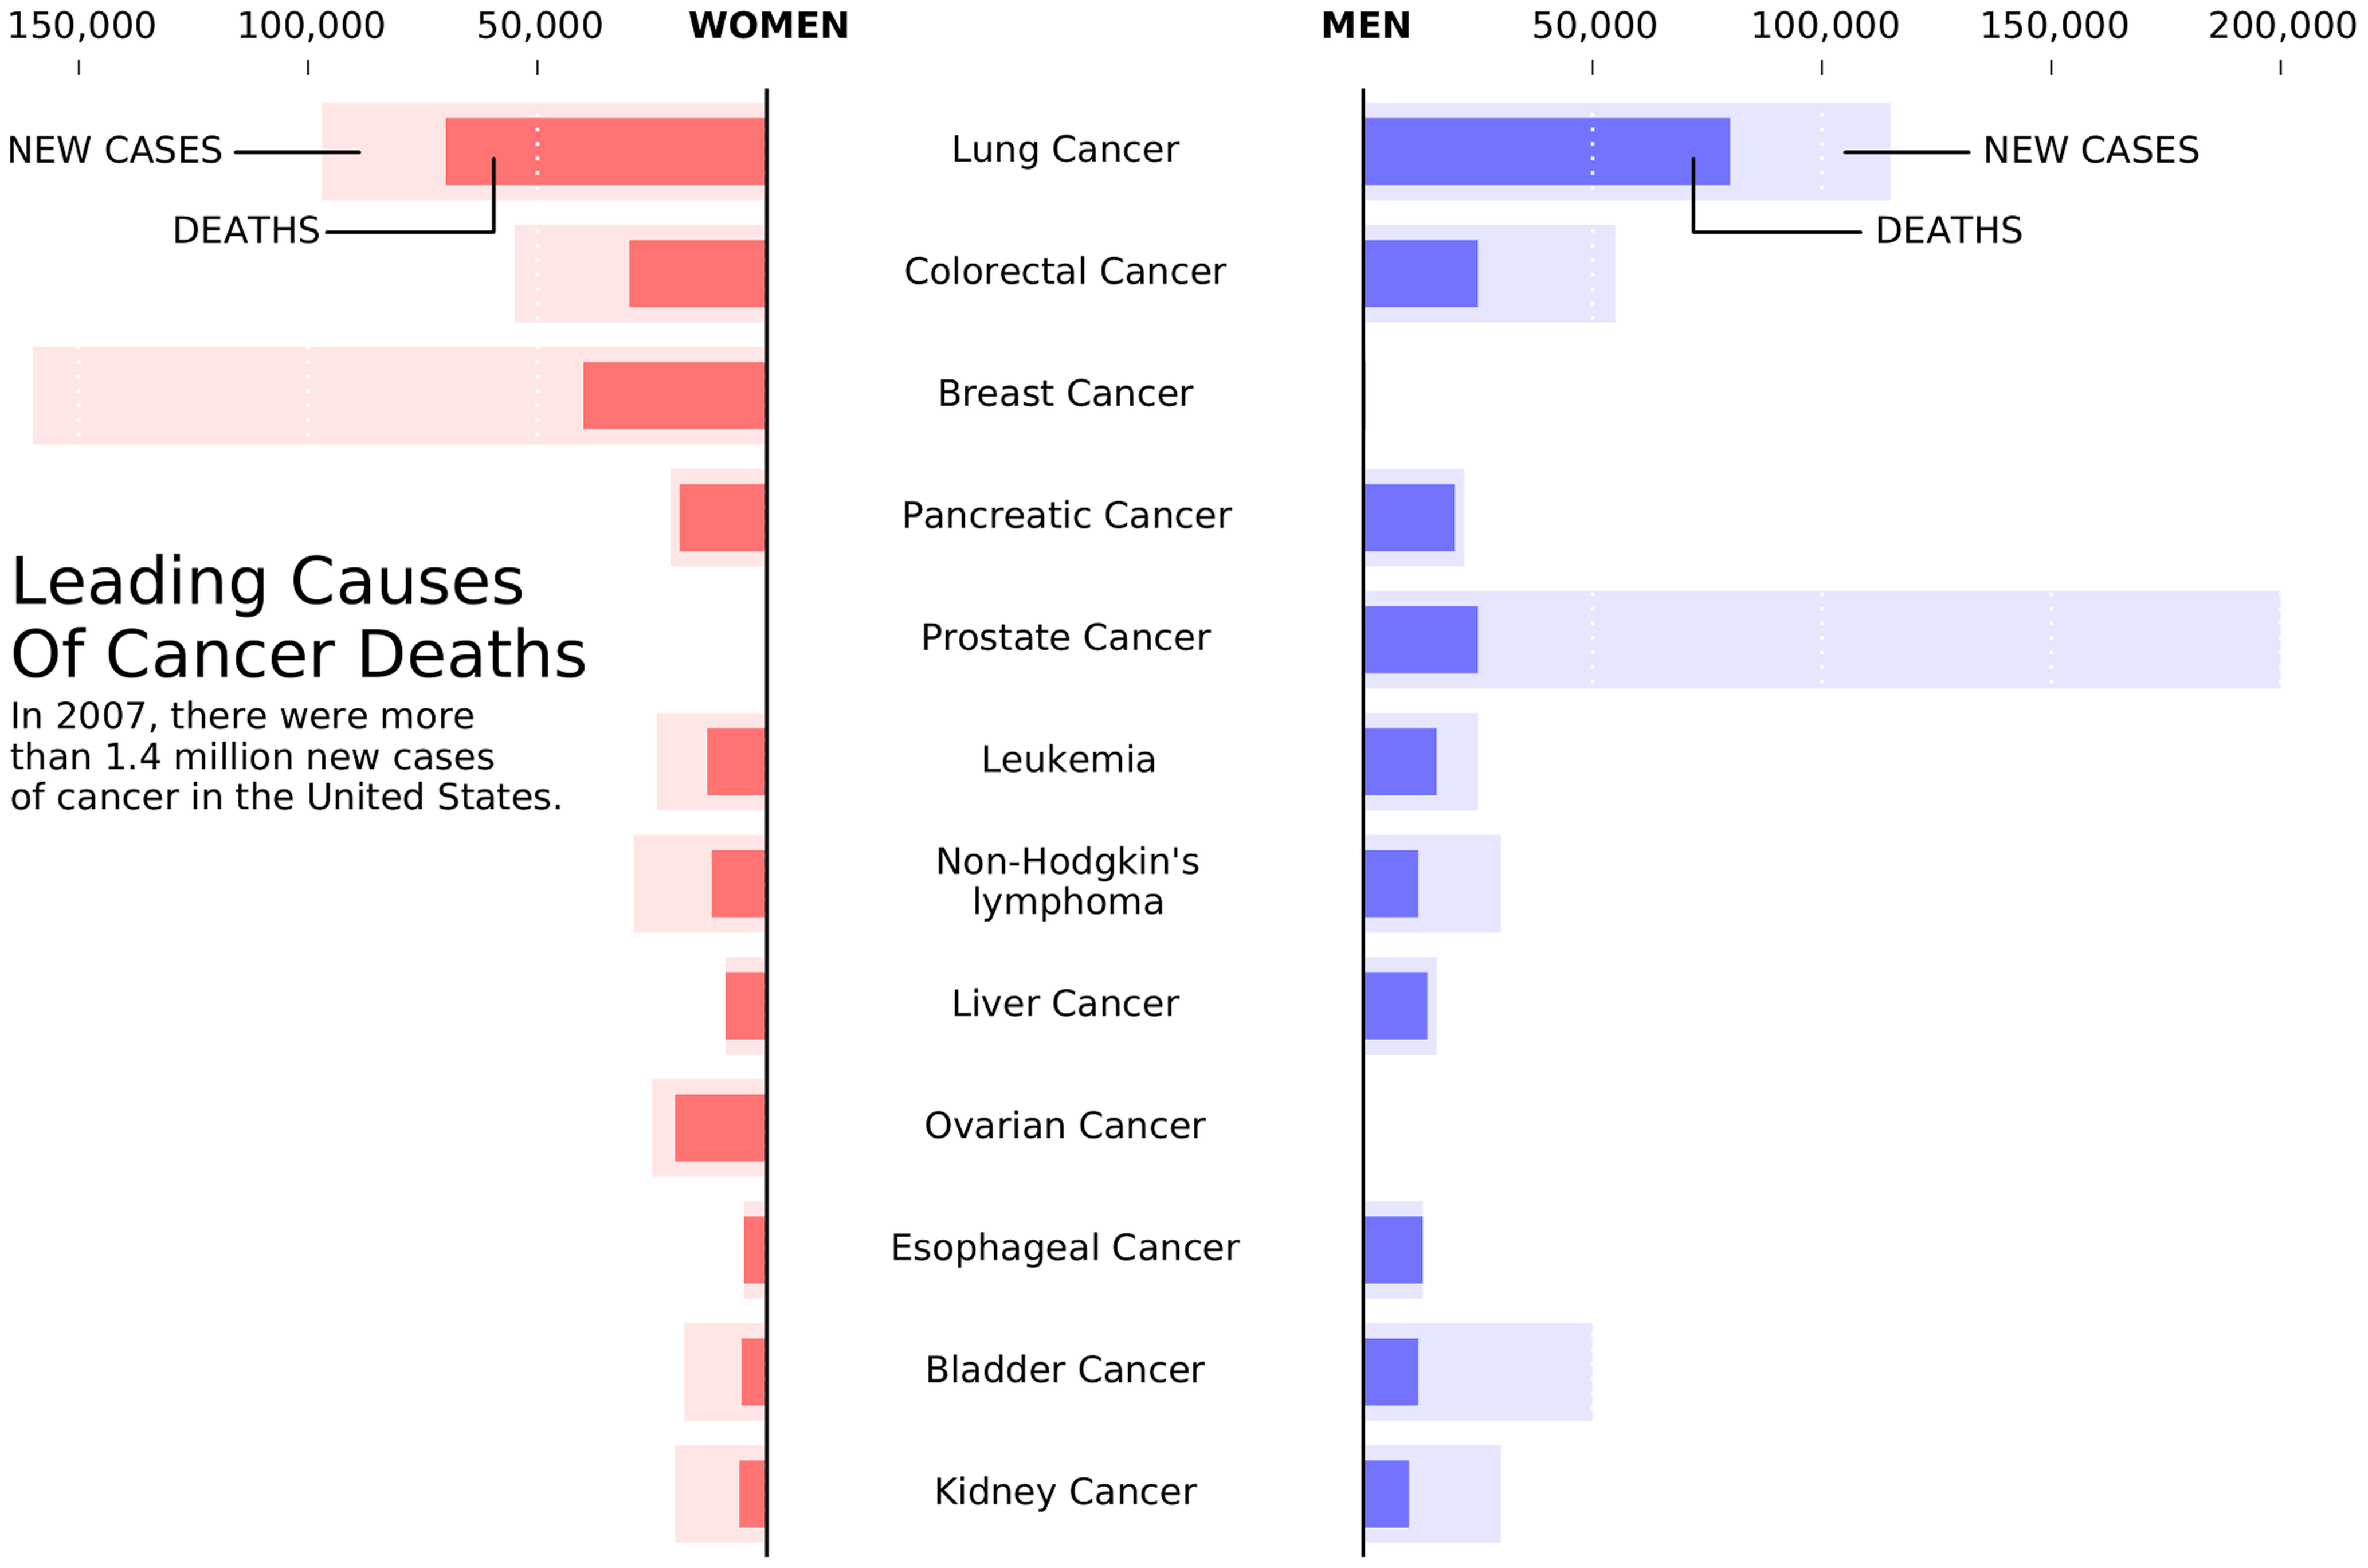 150,000 100,000 50,000 WOMEN MEN 50,000 100,000 150,000 200,000
NEW CASES Lung Cancer NEW CASES
DEATHS DEATHS
Colorectal Cancer
Breast Cancer
Pancreatic Cancer
Leading Causes
Of Cancer Deaths
In 2007, there were more
than 1.4 million new cases
of cancer in the United States.
Prostate Cancer
Leukemia
Non-Hodgkin's
lymphoma
Liver Cancer
Ovarian Cancer
Esophageal Cancer
Bladder Cancer
Kidney Cancer